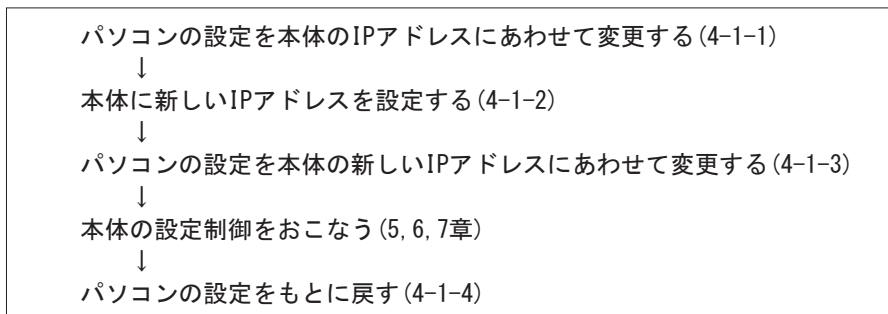 パソコンの設定を本体のIPアドレスにあわせて変更する(4-1-1)
↓
本体に新しいIPアドレスを設定する(4-1-2)
↓
パソコンの設定を本体の新しいIPアドレスにあわせて変更する(4-1-3)
↓
本体の設定制御をおこなう(5,6,7章)
↓
パソコンの設定をもとに戻す(4-1-4)